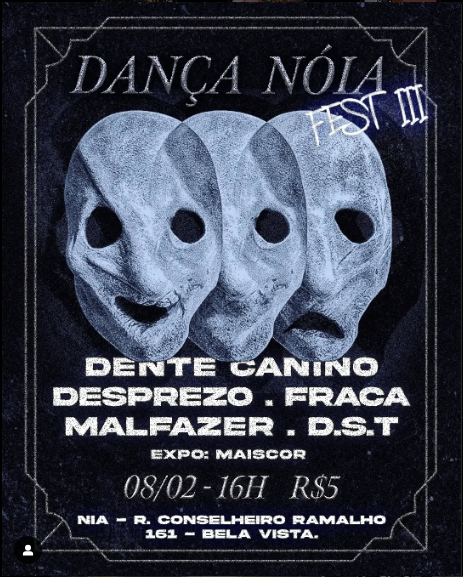 DANÇA NÓIA
FEST III
DENTE CANINO
DESPREZO . FRACA
MALFAZER . D.S.T
EXPO: MAISCOR
08/02 - 16H R$5
NIA - R. CONSELHEIRO RAMALHO
161 - BELA VISTA.